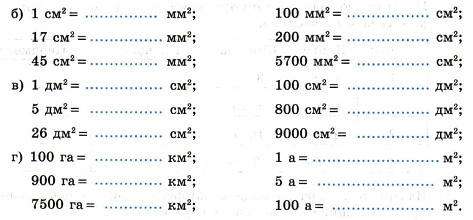 б) 1 см² = .................. мм²; 100 мм² = .................. см²;
17 см² = .................. мм²; 200 мм² = .................. см²;
45 см² = .................. мм²; 5700 мм² = .................. см²;
в) 1 дм² = .................. см²; 100 см² = .................. дм²;
5 дм² = .................. см²; 800 см² = .................. дм²;
26 дм² = .................. см²; 9000 см² = .................. дм²;
г) 100 га = .................. км²; 1 а = .................. м²;
900 га = .................. км²; 5 а = .................. м²;
7500 га = .................. км²; 100 а = .................. м².